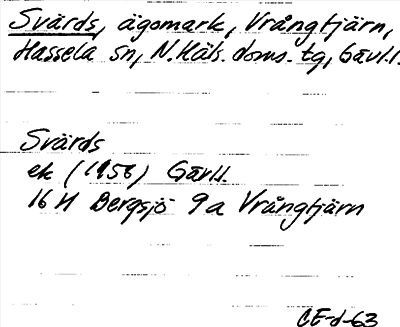 Svärds, ägomark, Vrångtjärn,
Hassela sn, N.Häls. doms. tg, Gävl.l.
Svärds
ek (1956) Gävl.l.
16 H Bergsjö 9a Vrångtjärn
CE-d-63